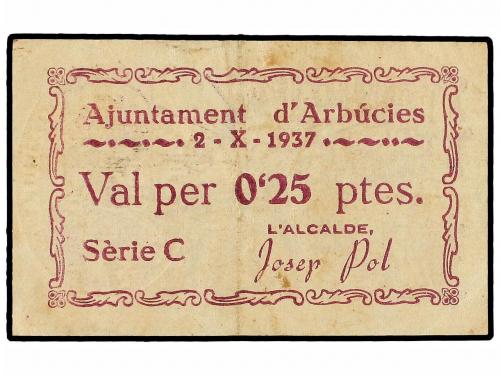 Ajuntament d'Arbúcies
2 - X - 1937
Val per 0'25 ptes.
L'ALCALDE,
Sèrie C
Josep Pol